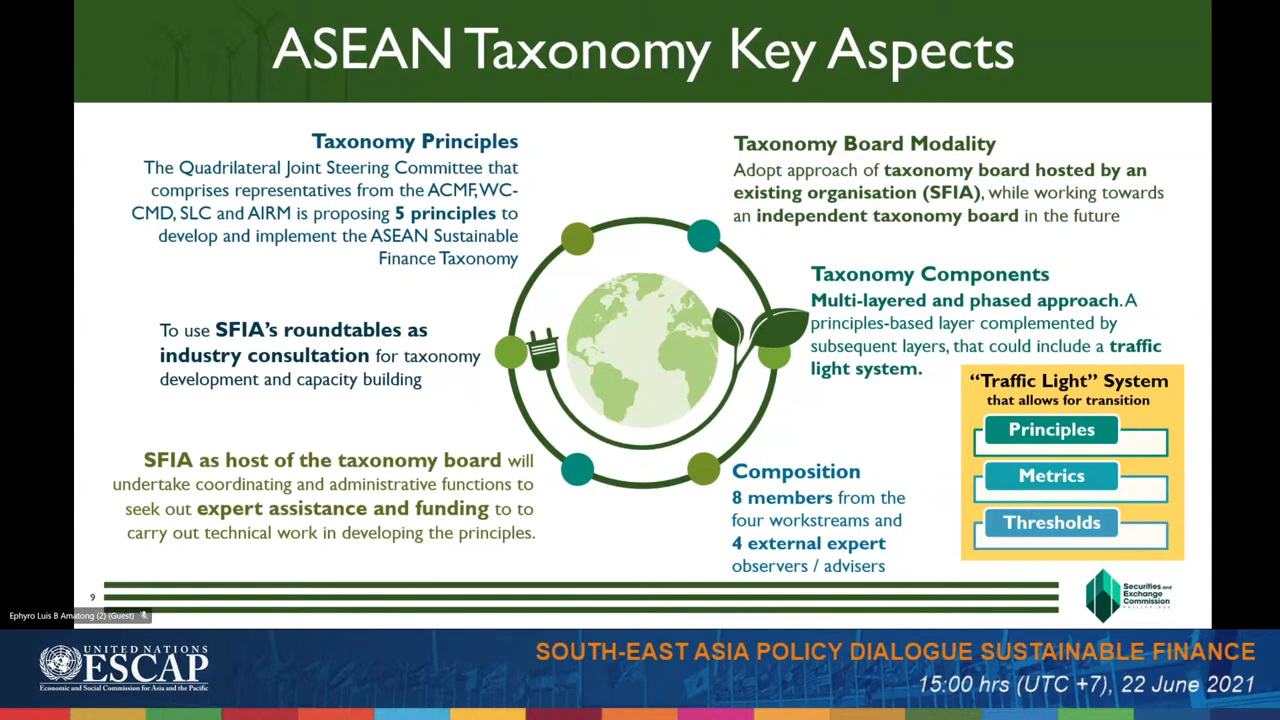 ASEAN Taxonomy Key Aspects
Taxonomy Principles
The Quadrilateral Joint Steering Committee that
comprises representatives from the ACMF, WC-
CMD, SLC and AIRM is proposing 5 principles to
develop and implement the ASEAN Sustainable
Finance Taxonomy
To use SFIA's roundtables as
industry consultation for taxonomy
development and capacity building
SFIA as host of the taxonomy board will
undertake coordinating and administrative functions to
seek out expert assistance and funding to to
carry out technical work in developing the principles.
Taxonomy Board Modality
Adopt approach of taxonomy board hosted by an
existing organisation (SFIA), while working towards
an independent taxonomy board in the future
Taxonomy Components
Multi-layered and phased approach. A
principles-based layer complemented by
subsequent layers, that could include a traffic
light system.
"Traffic Light" System
that allows for transition
Principles
Metrics
Thresholds
Composition
8 members from the
four workstreams and
4 external expert
observers / advisers
9
Securities and
Exchange
Commission
PHILIPPINES
Ephyro Luis B Amatong (2) (Guest)
UNITED NATIONS
ESCAP
Economic and Social Commission for Asia and the Pacific
SOUTH-EAST ASIA POLICY DIALOGUE SUSTAINABLE FINANCE
15:00 hrs (UTC +7), 22 June 2021